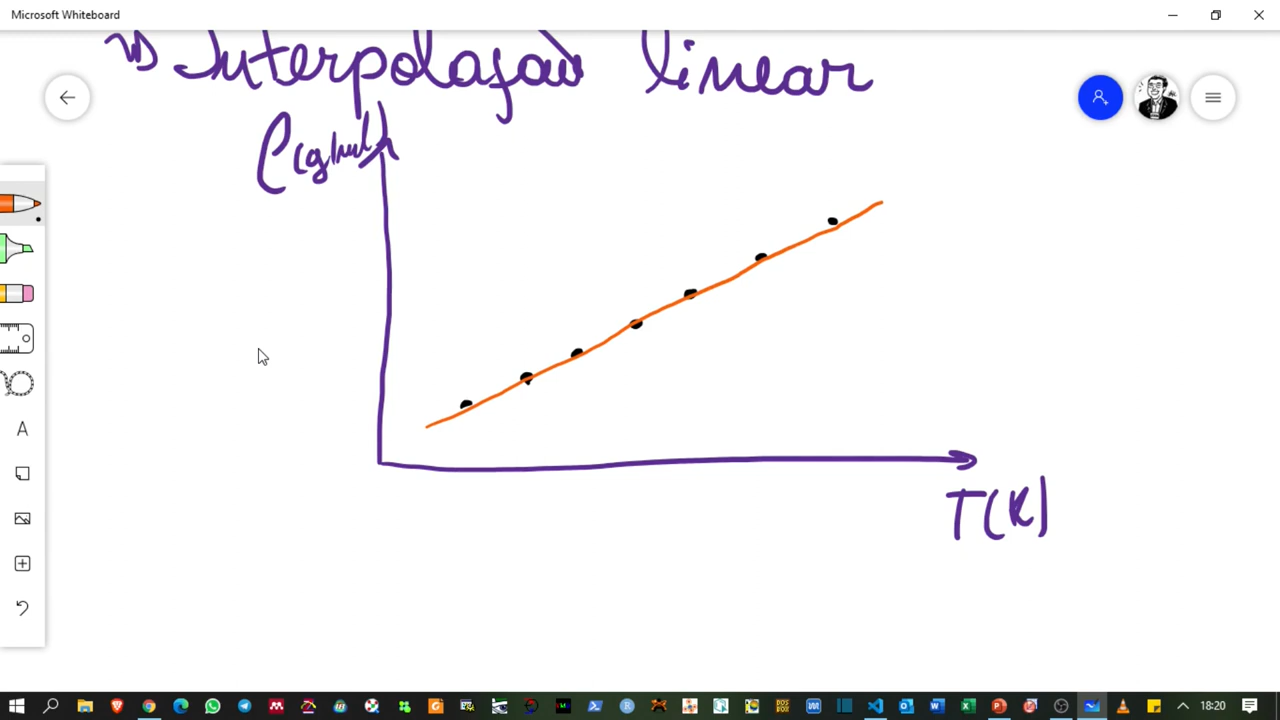 Microsoft Whiteboard
Interpolação linear
ρ(g/ml)
T(K)
A
18:20